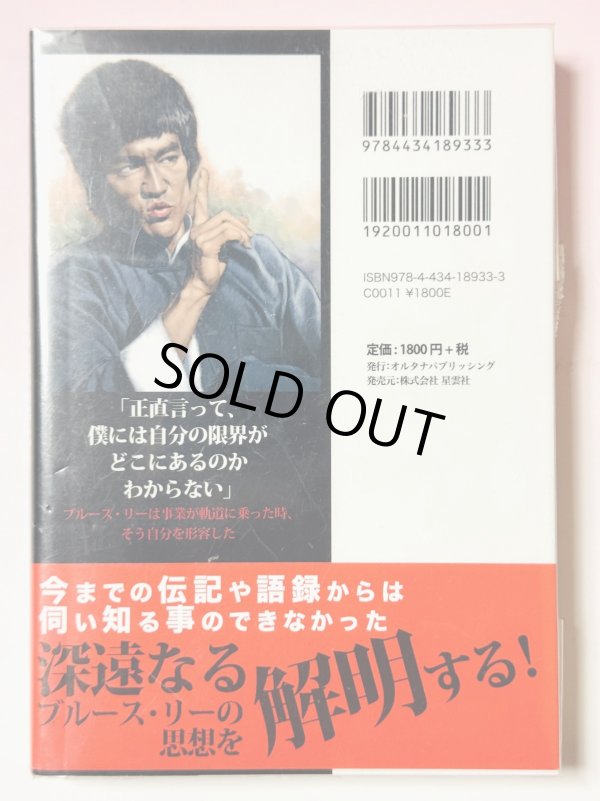 9784434189333
1920011018001
ISBN978-4-434-18933-3
C0011 ¥1800E
定価：1800円＋税
発行：オルタナパブリッシング
発売元：株式会社 星雲社
SOLD OUT
「正直言って、
僕には自分の限界が
どこにあるのか
わからない」
ブルース・リーは事業が軌道に乗った時、
そう自分を形容した
今までの伝記や語録からは
伺い知る事のできなかった
深遠なる
ブルース・リーの
思想を
解明する！